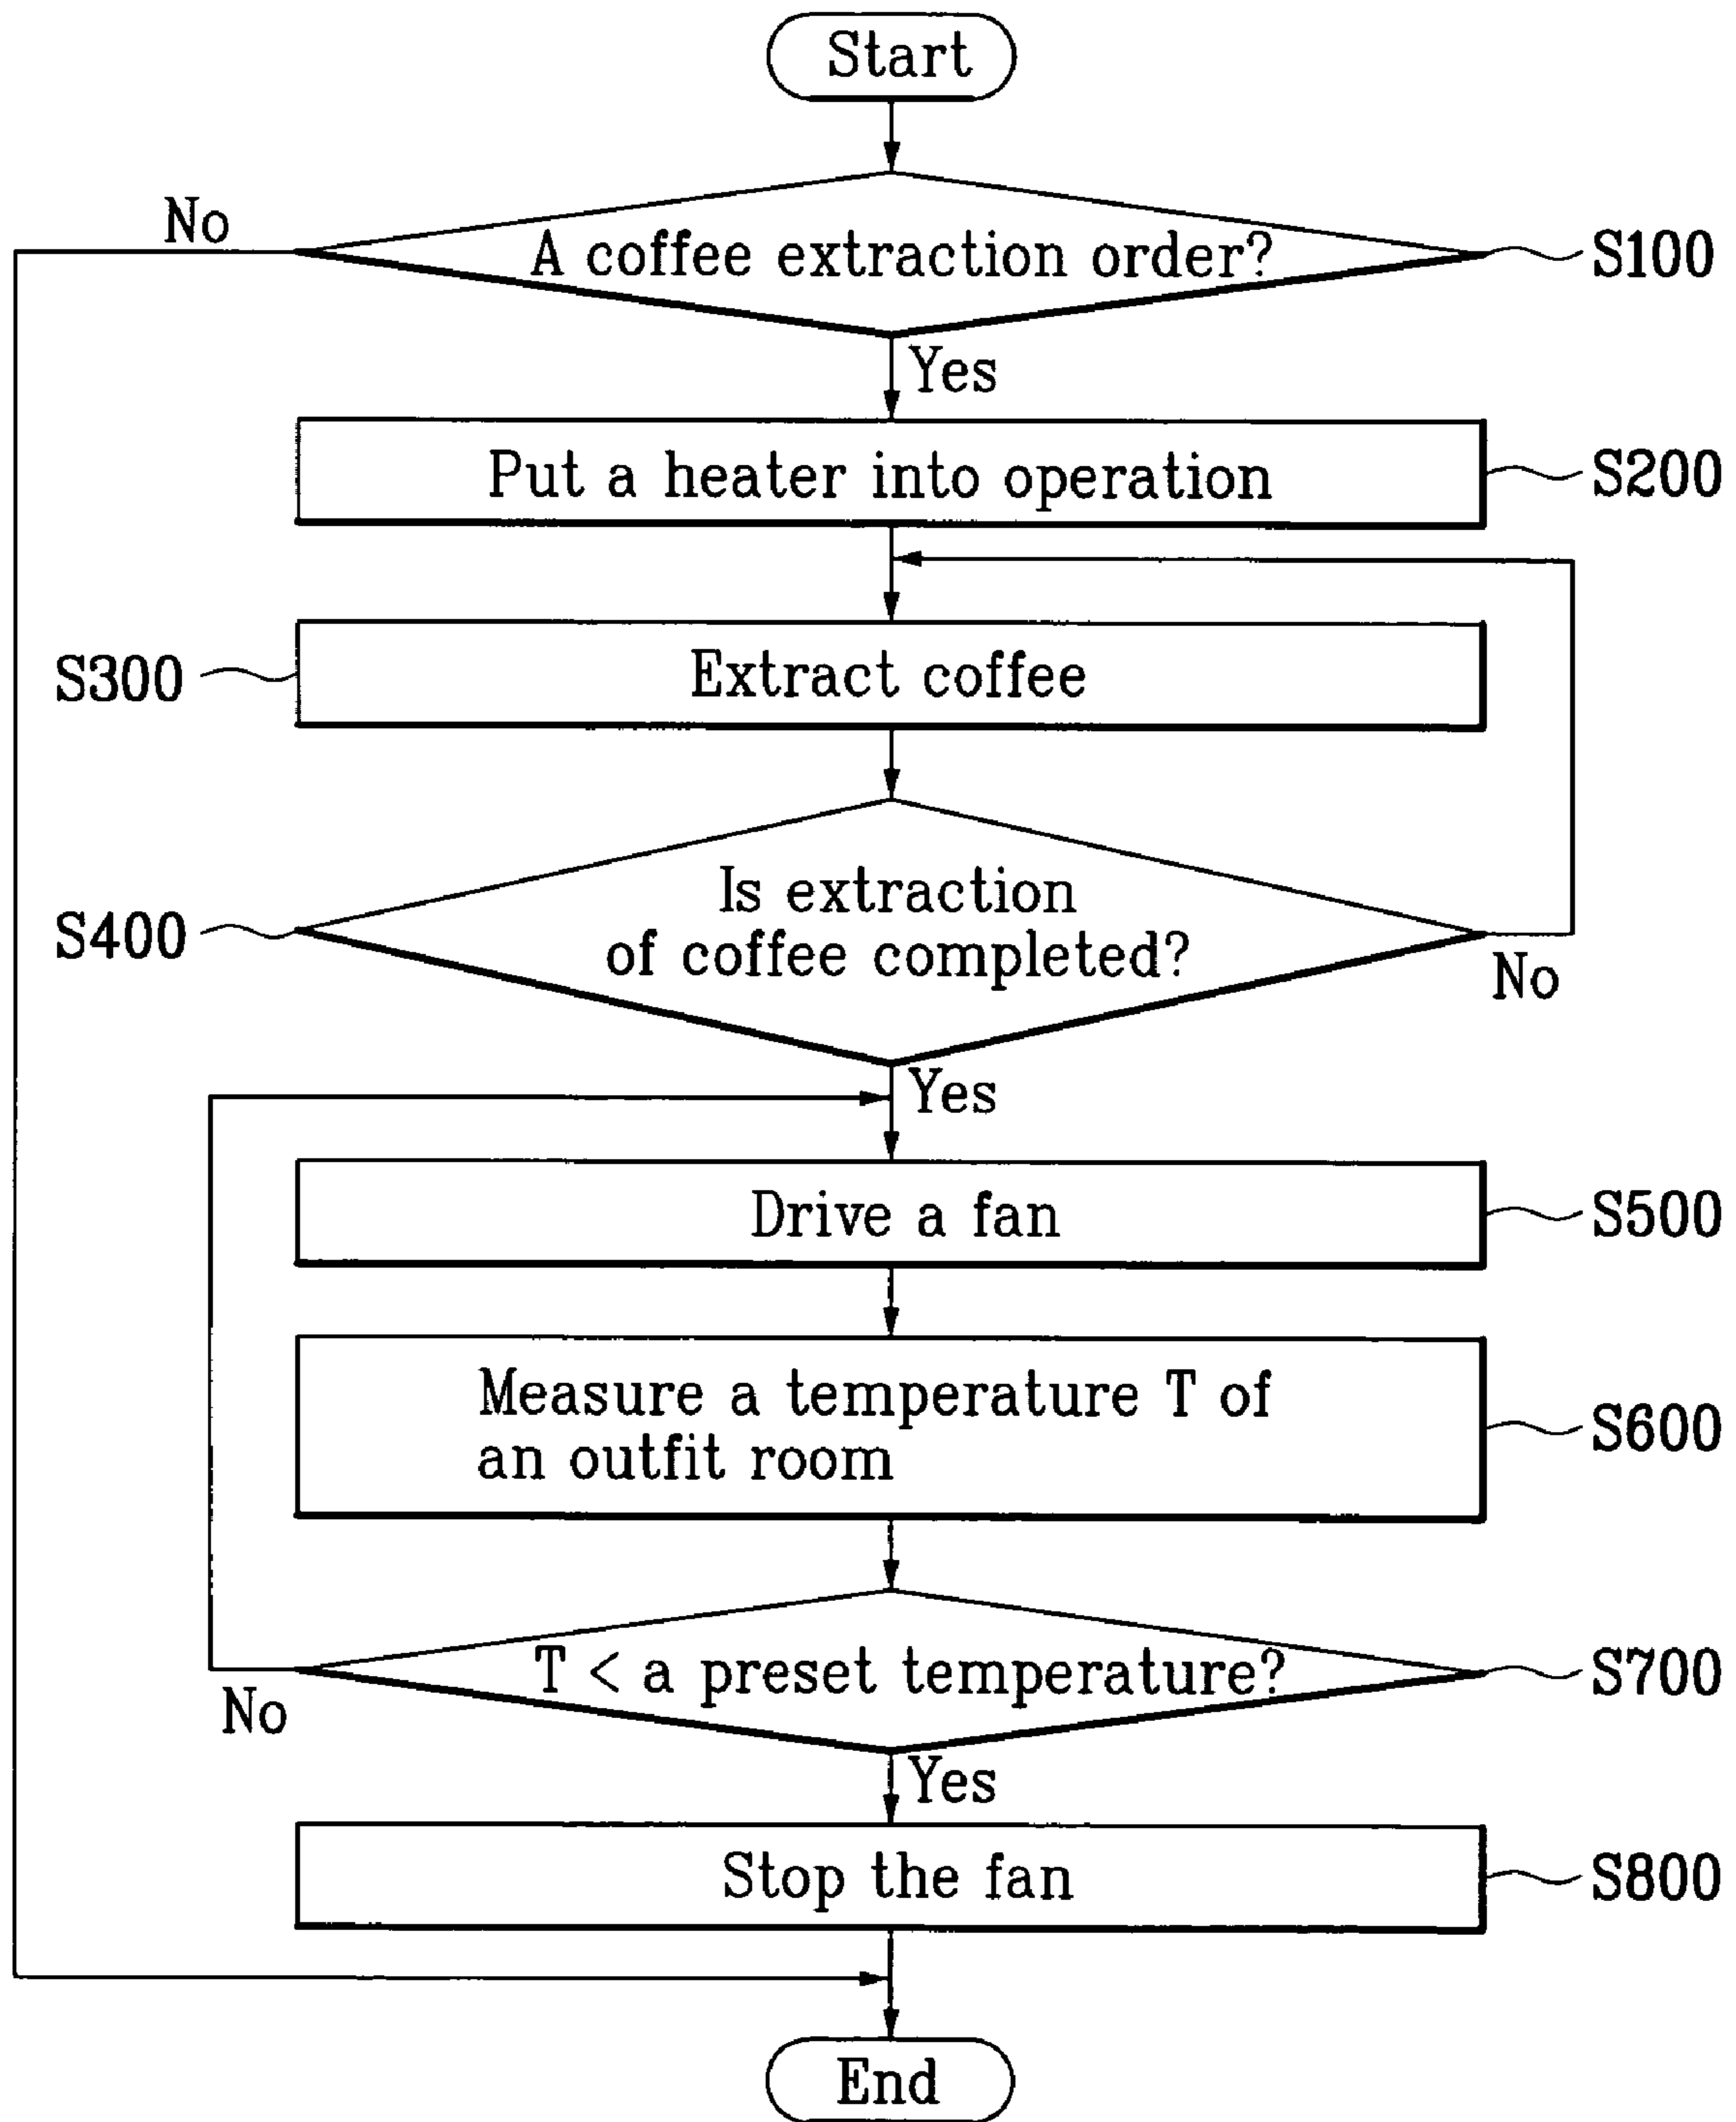 Start
No
A coffee extraction order?
S100
Yes
Put a heater into operation
S200
S300
Extract coffee
Is extraction
of coffee completed?
S400
No
Yes
Drive a fan
S500
Measure a temperature T of
an outfit room
S600
T < a preset temperature?
S700
No
Yes
Stop the fan
S800
End